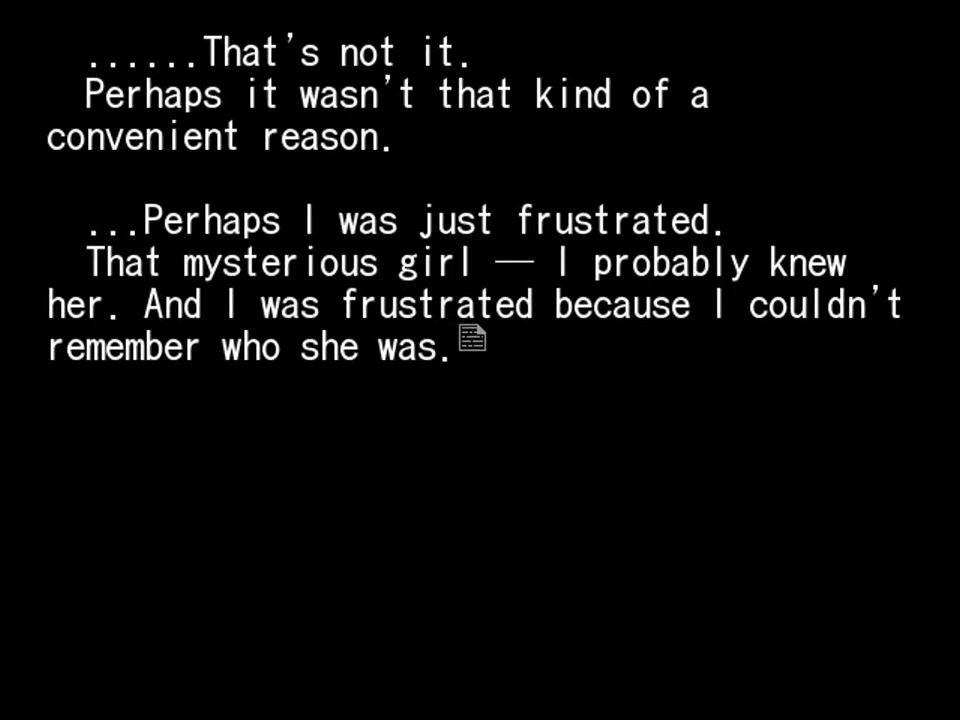 ......That's not it.
Perhaps it wasn't that kind of a
convenient reason.
...Perhaps I was just frustrated.
That mysterious girl ── I probably knew
her. And I was frustrated because I couldn't
remember who she was.